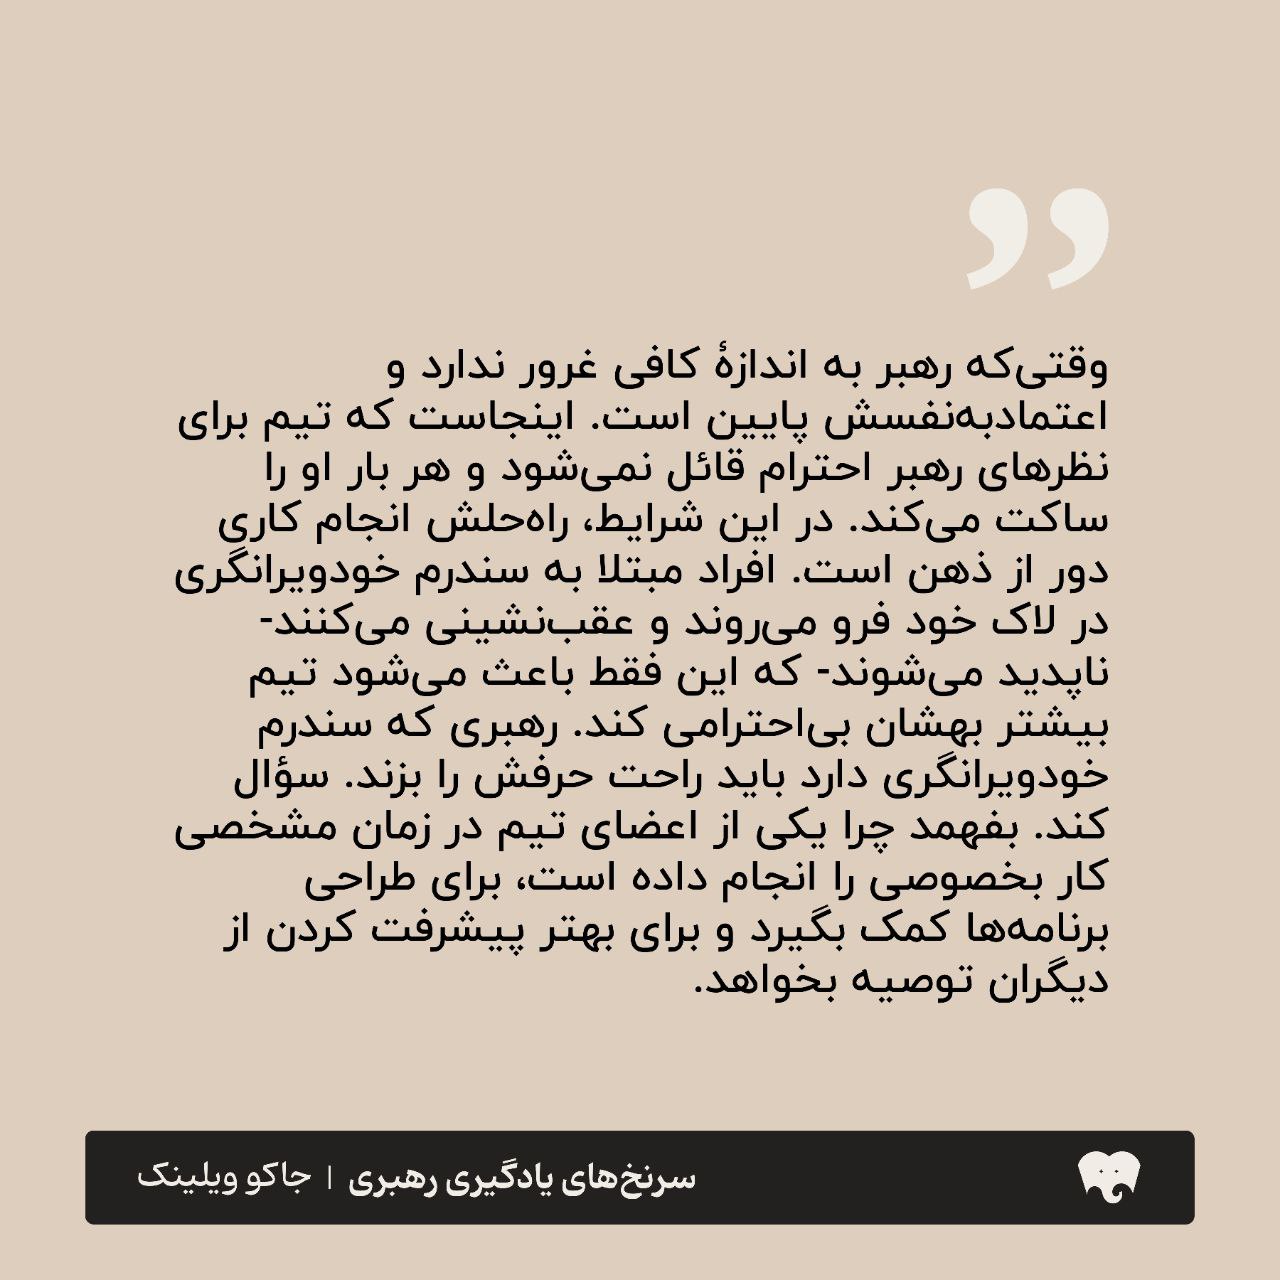 وقتی‌که رهبر به اندازهٔ کافی غرور ندارد و
اعتمادبه‌نفسش پایین است. اینجاست که تیم برای
نظرهای رهبر احترام قائل نمی‌شود و هر بار او را
ساکت می‌کند. در این شرایط، راه‌حلش انجام کاری
دور از ذهن است. افراد مبتلا به سندرم خودویرانگری
در لاک خود فرو می‌روند و عقب‌نشینی می‌کنند-
ناپدید می‌شوند- که این فقط باعث می‌شود تیم
بیشتر بهشان بی‌احترامی کند. رهبری که سندرم
خودویرانگری دارد باید راحت حرفش را بزند. سؤال
کند. بفهمد چرا یکی از اعضای تیم در زمان مشخصی
کار بخصوصی را انجام داده است، برای طراحی
برنامه‌ها کمک بگیرد و برای بهتر پیشرفت کردن از
دیگران توصیه بخواهد.
سرنخ‌های یادگیری رهبری | جاکو ویلینک